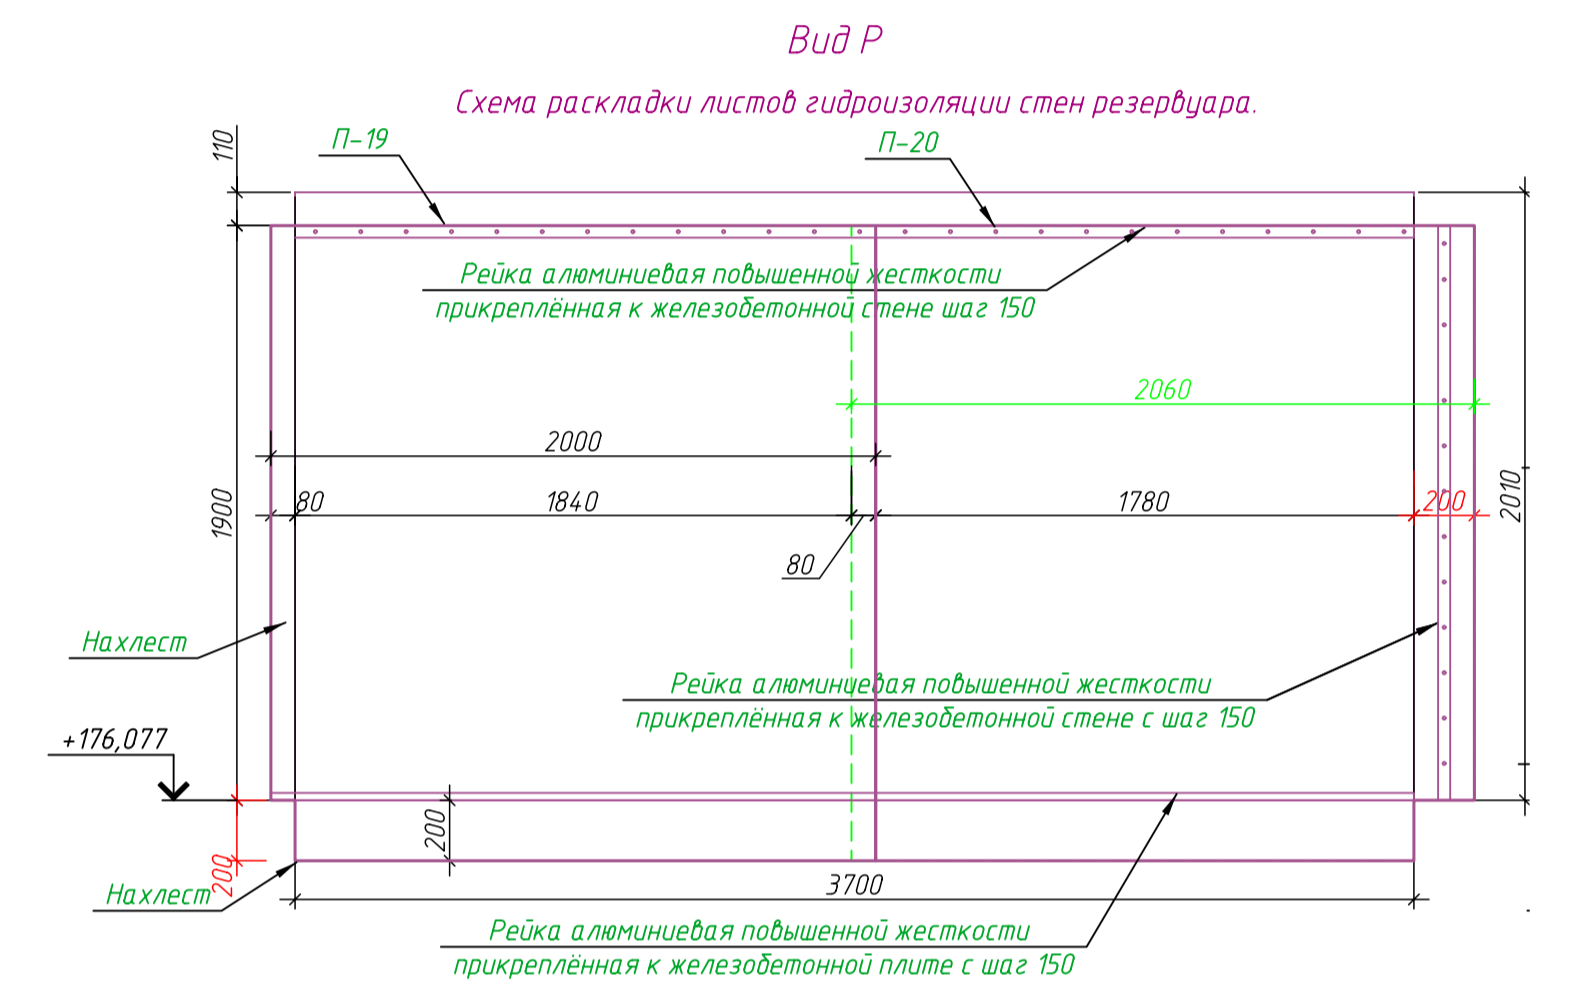 Вид Р
Схема раскладки листов гидроизоляции стен резервуара.
110
П-19
П-20
Рейка алюминиевая повышенной жесткости
прикреплённая к железобетонной стене шаг 150
2060
2000
1900
80
1840
1780
200
2010
80
Нахлест
Рейка алюминиевая повышенной жесткости
прикреплённая к железобетонной стене с шаг 150
+176,077
200
200
3700
Нахлест
Рейка алюминиевая повышенной жесткости
прикреплённая к железобетонной плите с шаг 150